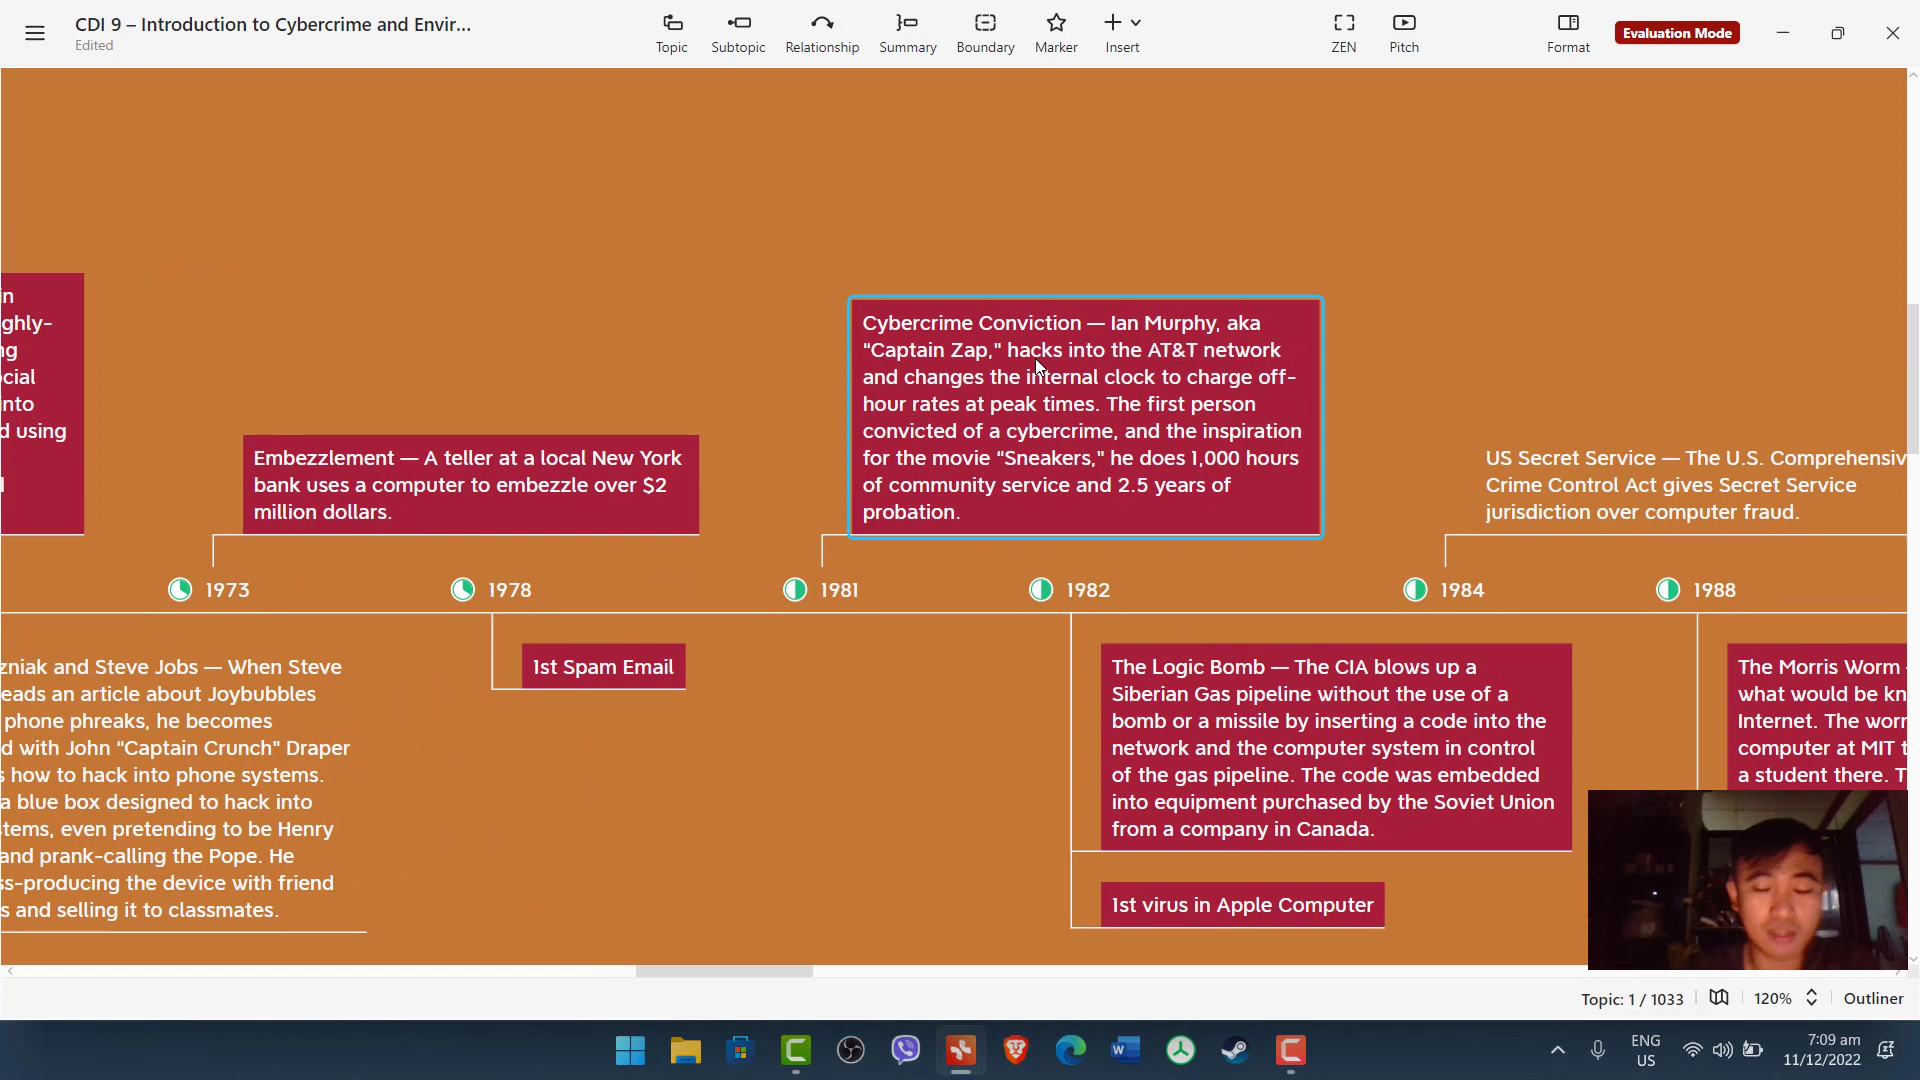 CDI 9 – Introduction to Cybercrime and Envir...
Edited
Topic
Subtopic
Relationship
Summary
Boundary
Marker
Insert
ZEN
Pitch
Format
Evaluation Mode
in
ghly-
ng
ocial
into
d using
Embezzlement — A teller at a local New York
bank uses a computer to embezzle over $2
million dollars.
Cybercrime Conviction — Ian Murphy, aka
“Captain Zap,” hacks into the AT&T network
and changes the internal clock to charge off-
hour rates at peak times. The first person
convicted of a cybercrime, and the inspiration
for the movie “Sneakers,” he does 1,000 hours
of community service and 2.5 years of
probation.
US Secret Service — The U.S. Comprehensiv
Crime Control Act gives Secret Service
jurisdiction over computer fraud.
1973
1978
1981
1982
1984
1988
zniak and Steve Jobs — When Steve
eads an article about Joybubbles
phone phreaks, he becomes
d with John “Captain Crunch” Draper
s how to hack into phone systems.
a blue box designed to hack into
stems, even pretending to be Henry
and prank-calling the Pope. He
ss-producing the device with friend
s and selling it to classmates.
1st Spam Email
The Logic Bomb — The CIA blows up a
Siberian Gas pipeline without the use of a
bomb or a missile by inserting a code into the
network and the computer system in control
of the gas pipeline. The code was embedded
into equipment purchased by the Soviet Union
from a company in Canada.
1st virus in Apple Computer
The Morris Worm
what would be kn
Internet. The worr
computer at MIT t
a student there. T
Topic: 1 / 1033
120%
Outliner
ENG
US
7:09 am
11/12/2022